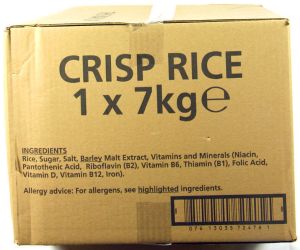 CRISP RICE
1 x 7kg℮
INGREDIENTS
Rice, Sugar, Salt, Barley Malt Extract, Vitamins and Minerals (Niacin,
Pantothenic Acid, Riboflavin (B2), Vitamin B6, Thiamin (B1), Folic Acid,
Vitamin D, Vitamin B12, Iron).
Allergy advice: For allergens, see highlighted ingredients.